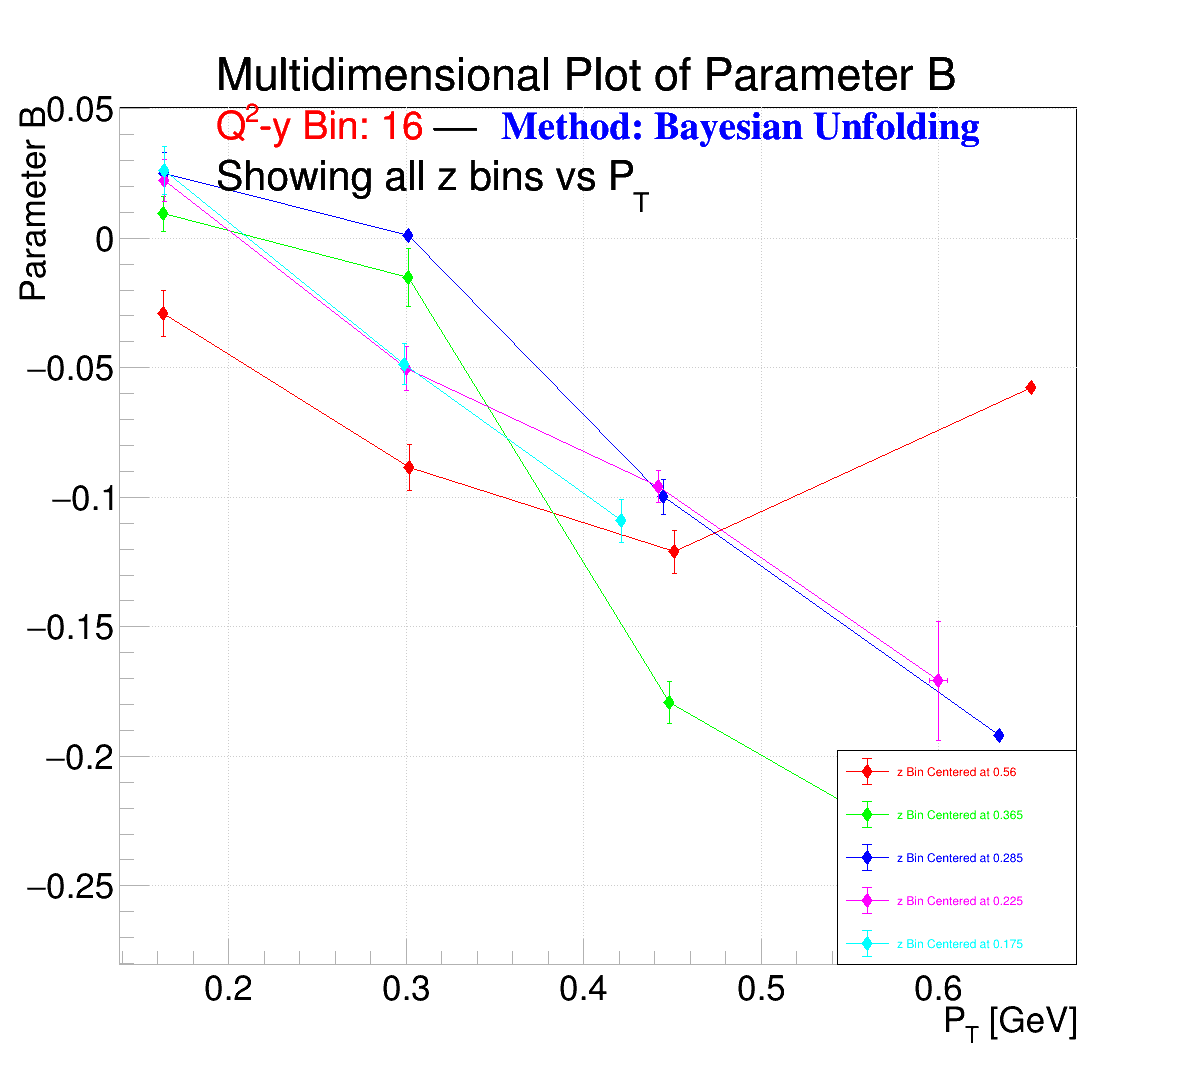 Multidimensional Plot of Parameter B
Q²-y Bin: 16 — Method: Bayesian Unfolding
Showing all z bins vs P_T
Parameter B
0.05
0
−0.05
−0.1
−0.15
−0.2
−0.25
z Bin Centered at 0.56
z Bin Centered at 0.365
z Bin Centered at 0.285
z Bin Centered at 0.225
z Bin Centered at 0.175
0.2 0.3 0.4 0.5 0.6
P_T [GeV]